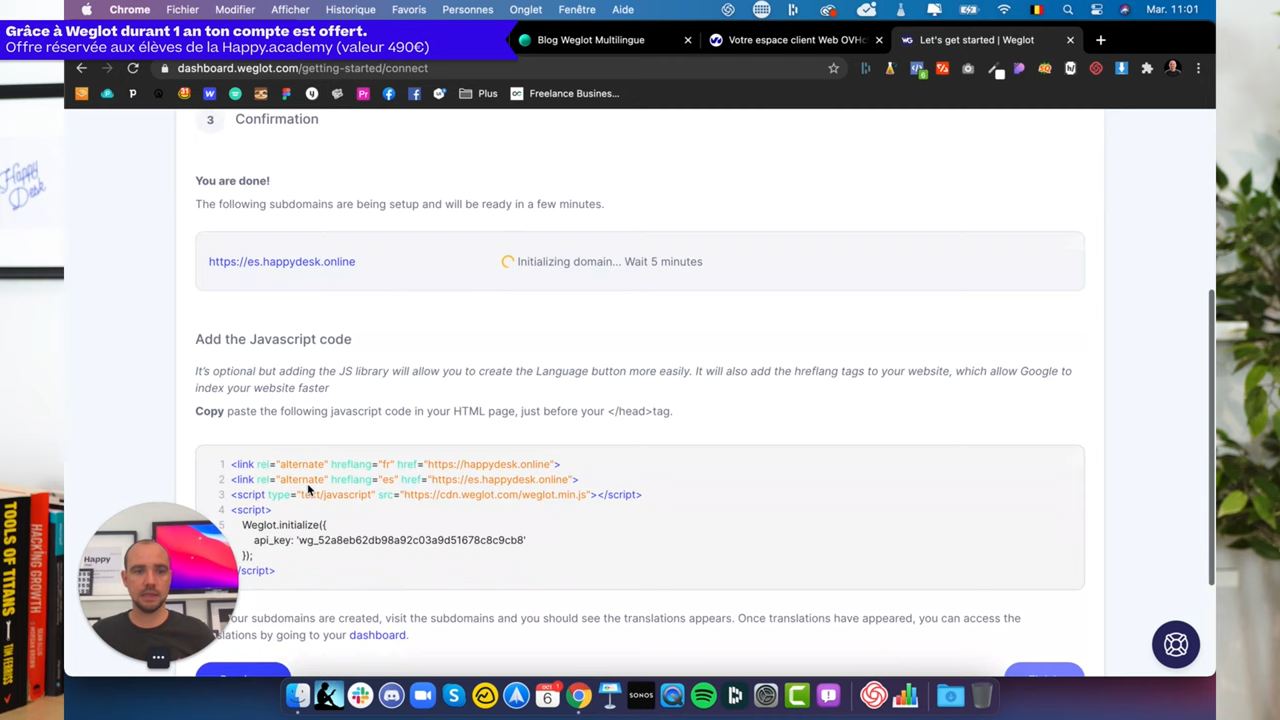 Chrome Fichier Modifier Afficher Historique Favoris Personnes Onglet Fenêtre Aide Mar. 11:01
Grâce à Weglot durant 1 an ton compte est offert.
Offre réservée aux élèves de la Happy.academy (valeur 490€)
Blog Weglot Multilingue
Votre espace client Web OVHc
Let's get started | Weglot
dashboard.weglot.com/getting-started/connect
Plus
Freelance Busines...
3 Confirmation
You are done!
The following subdomains are being setup and will be ready in a few minutes.
https://es.happydesk.online Initializing domain... Wait 5 minutes
Add the Javascript code
It's optional but adding the JS library will allow you to create the Language button more easily. It will also add the hreflang tags to your website, which allow Google to
index your website faster
Copy paste the following javascript code in your HTML page, just before your </head>tag.
1 <link rel="alternate" hreflang="fr" href="https://happydesk.online">
2 <link rel="alternate" hreflang="es" href="https://es.happydesk.online">
3 <script type="text/javascript" src="https://cdn.weglot.com/weglot.min.js"></script>
4 <script>
5 Weglot.initialize({
api_key: 'wg_52a8eb62db98a92c03a9d51678c8c9cb8'
});
/script>
our subdomains are created, visit the subdomains and you should see the translations appears. Once translations have appeared, you can access the
lations by going to your dashboard.
Happy
Desk
TOOLS OF TITANS
TIM FERRISS
HACKING GROWTH
Happy
SONOS
OCT
6